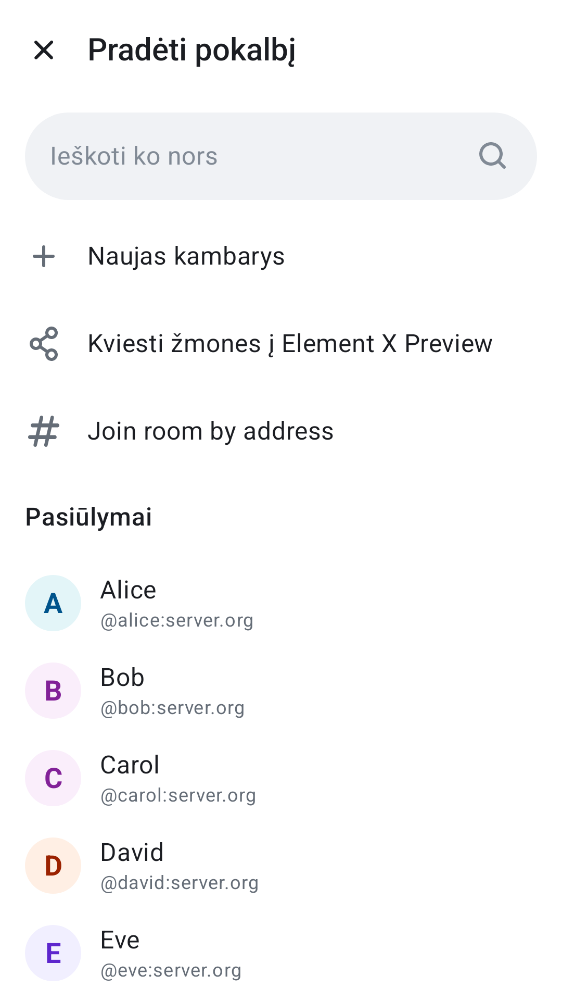 Pradėti pokalbį
Ieškoti ko nors
Naujas kambarys
Kviesti žmones į Element X Preview
Join room by address
Pasiūlymai
A
Alice
@alice:server.org
B
Bob
@bob:server.org
C
Carol
@carol:server.org
D
David
@david:server.org
E
Eve
@eve:server.org